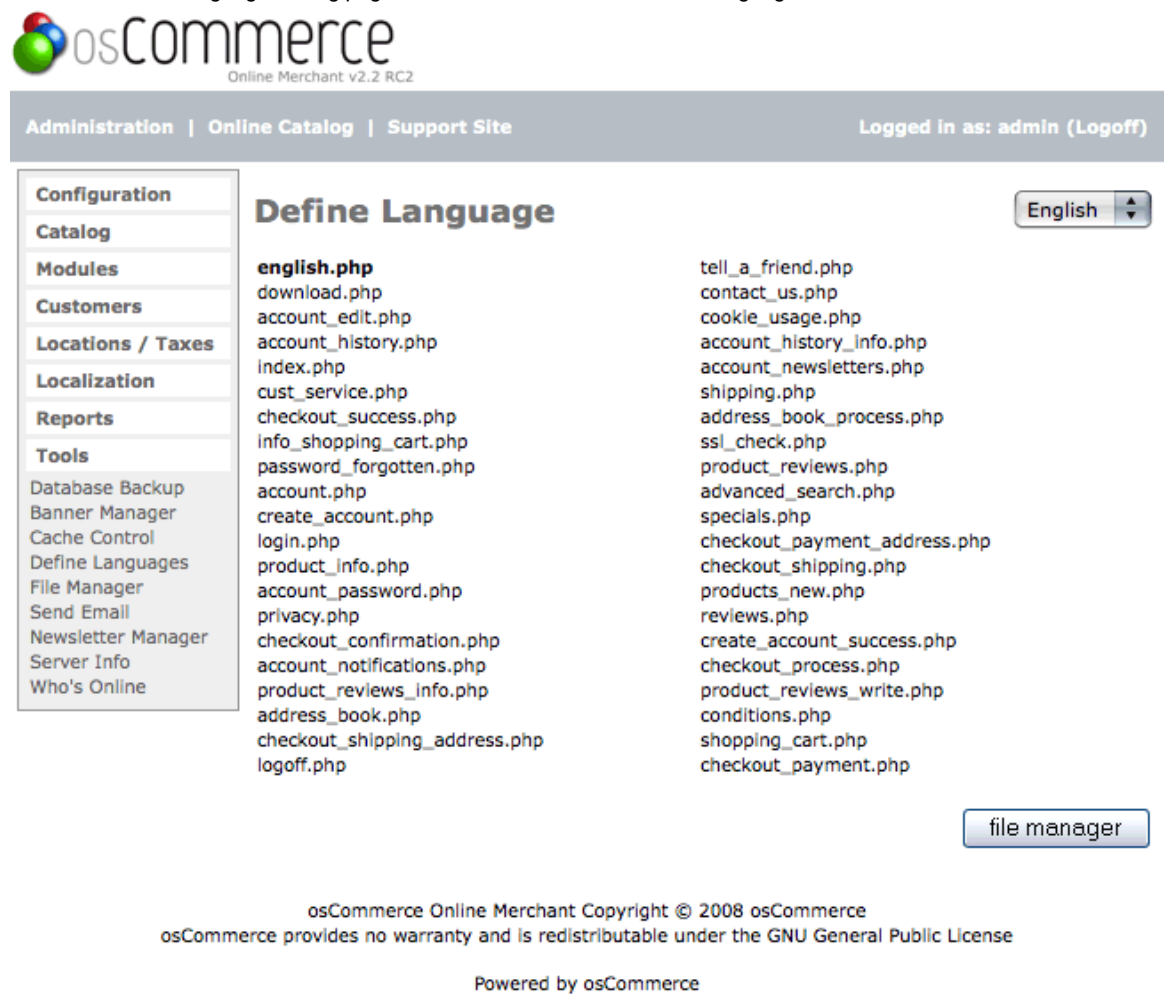 osCommerce
Online Merchant v2.2 RC2
Administration | Online Catalog | Support Site
Logged in as: admin (Logoff)
Configuration
Catalog
Modules
Customers
Locations / Taxes
Localization
Reports
Tools
Database Backup
Banner Manager
Cache Control
Define Languages
File Manager
Send Email
Newsletter Manager
Server Info
Who's Online
Define Language
English
english.php
download.php
account_edit.php
account_history.php
index.php
cust_service.php
checkout_success.php
info_shopping_cart.php
password_forgotten.php
account.php
create_account.php
login.php
product_info.php
account_password.php
privacy.php
checkout_confirmation.php
account_notifications.php
product_reviews_info.php
address_book.php
checkout_shipping_address.php
logoff.php
tell_a_friend.php
contact_us.php
cookie_usage.php
account_history_info.php
account_newsletters.php
shipping.php
address_book_process.php
ssl_check.php
product_reviews.php
advanced_search.php
specials.php
checkout_payment_address.php
checkout_shipping.php
products_new.php
reviews.php
create_account_success.php
checkout_process.php
product_reviews_write.php
conditions.php
shopping_cart.php
checkout_payment.php
file manager
osCommerce Online Merchant Copyright © 2008 osCommerce
osCommerce provides no warranty and is redistributable under the GNU General Public License
Powered by osCommerce